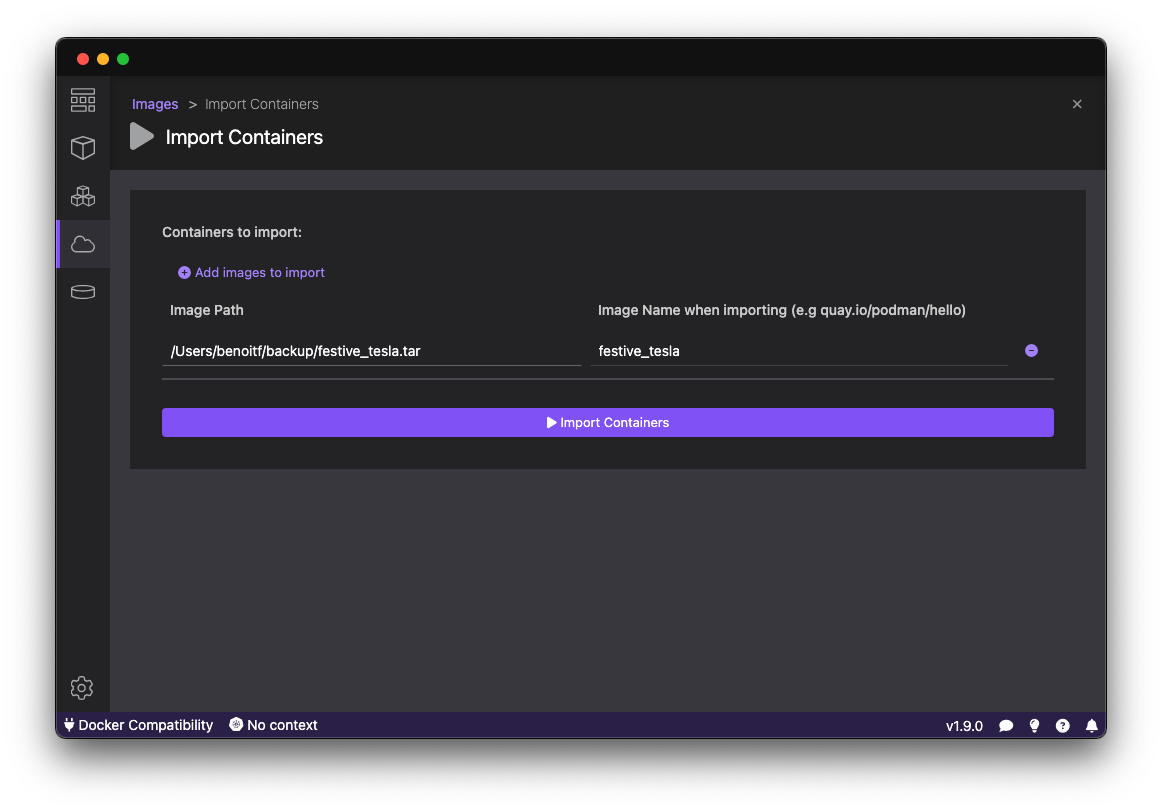 Images > Import Containers
Import Containers
Containers to import:
Add images to import
Image Path
Image Name when importing (e.g quay.io/podman/hello)
/Users/benoitf/backup/festive_tesla.tar
festive_tesla
Import Containers
Docker Compatibility
No context
v1.9.0